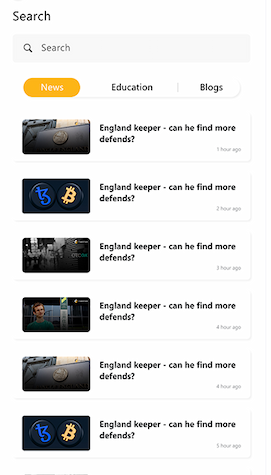 Search
Search
News
Education
Blogs
England keeper - can he find more
defends?
1 hour ago
England keeper - can he find more
defends?
2 hour ago
England keeper - can he find more
defends?
3 hour ago
England keeper - can he find more
defends?
4 hour ago
England keeper - can he find more
defends?
4 hour ago
England keeper - can he find more
defends?
5 hour ago